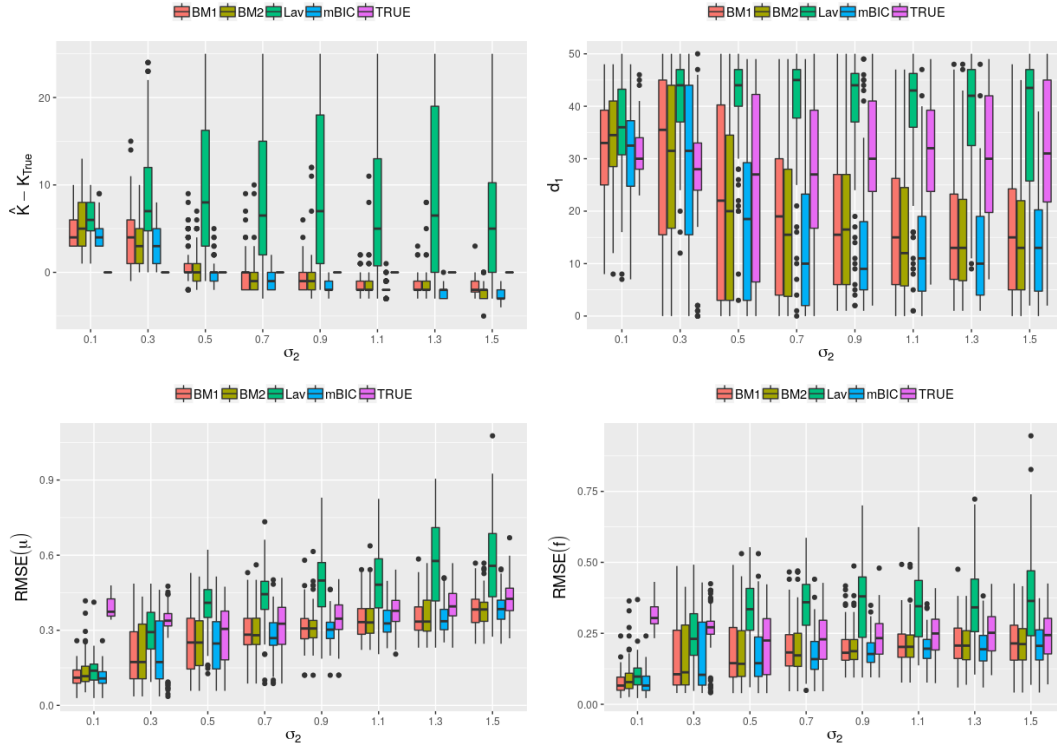 BM1 BM2 Lav mBIC TRUE
20
10
0
K̂ − K_True
0.1 0.3 0.5 0.7 0.9 1.1 1.3 1.5
σ₂
BM1 BM2 Lav mBIC TRUE
50
40
30
20
10
0
d₁
0.1 0.3 0.5 0.7 0.9 1.1 1.3 1.5
σ₂
BM1 BM2 Lav mBIC TRUE
0.9
0.6
0.3
0.0
RMSE(μ)
0.1 0.3 0.5 0.7 0.9 1.1 1.3 1.5
σ₂
BM1 BM2 Lav mBIC TRUE
0.75
0.50
0.25
0.00
RMSE(f)
0.1 0.3 0.5 0.7 0.9 1.1 1.3 1.5
σ₂